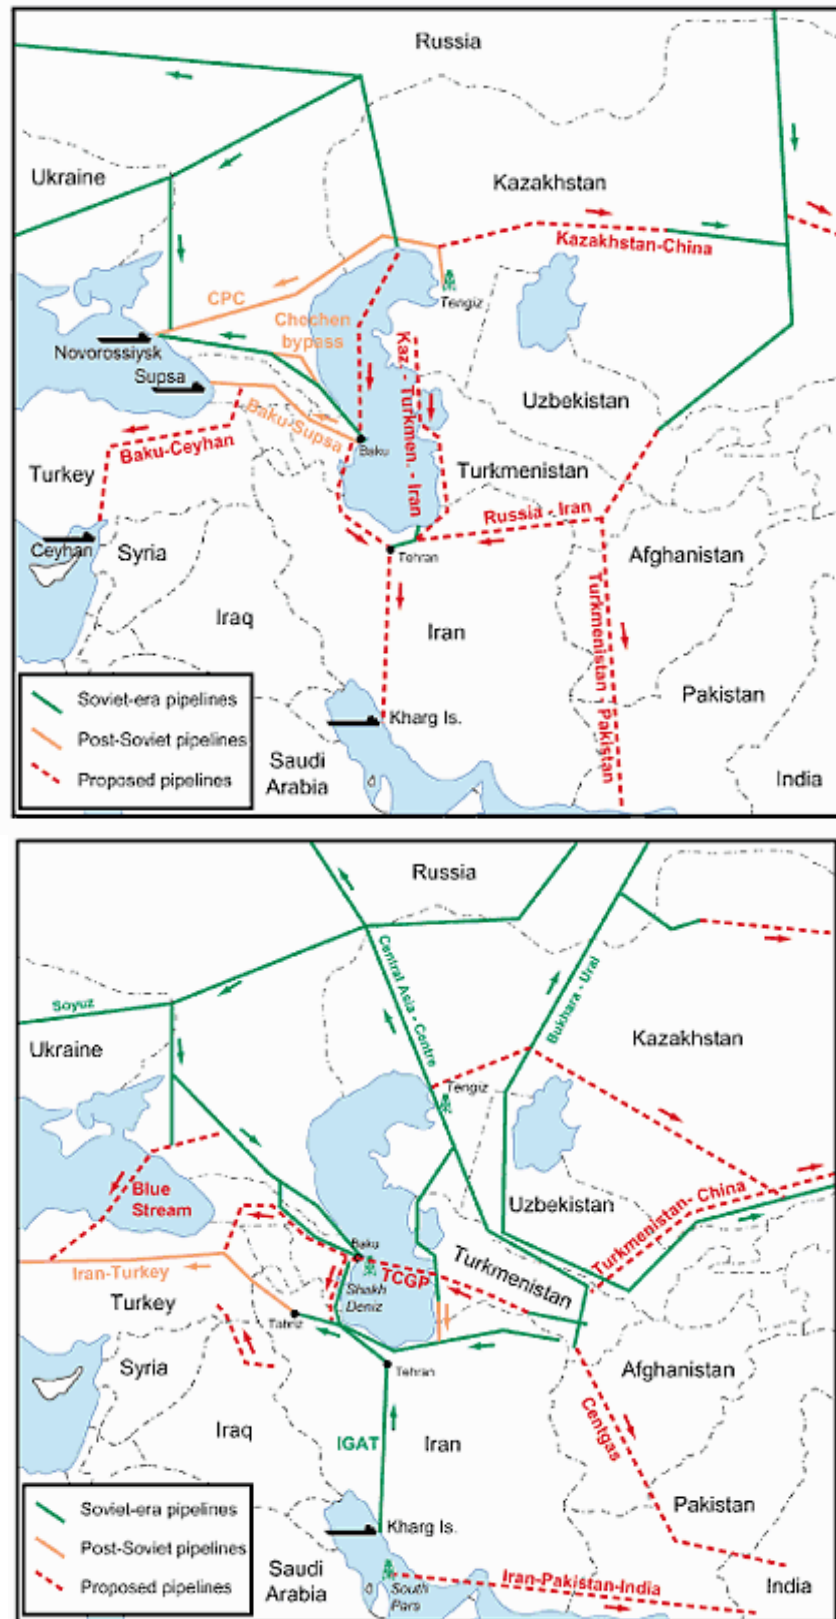 Russia
Ukraine
Kazakhstan
Kazakhstan-China
CPC
Tengiz
Chechen
bypass
Novorossiysk
Supsa
Kaz. - Turkmen. - Iran
Uzbekistan
Baku-Supsa
Baku
Baku-Ceyhan
Turkey
Turkmenistan
Russia - Iran
Ceyhan
Syria
Tehran
Afghanistan
Iraq
Iran
Turkmenistan - Pakistan
Pakistan
Soviet-era pipelines
Post-Soviet pipelines
Proposed pipelines
Kharg Is.
Saudi
Arabia
India
Russia
Central Asia - Centre
Bukhara - Ural
Soyuz
Ukraine
Kazakhstan
Tengiz
Blue
Stream
Uzbekistan
Turkmenistan- China
Baku
Iran-Turkey
TCGP
Turkmenistan
Shakh
Deniz
Turkey
Tabriz
Syria
Tehran
Afghanistan
Centgas
Iraq
IGAT
Iran
Pakistan
Soviet-era pipelines
Post-Soviet pipelines
Proposed pipelines
Kharg Is.
Saudi
Arabia
South
Pars
Iran-Pakistan-India
India